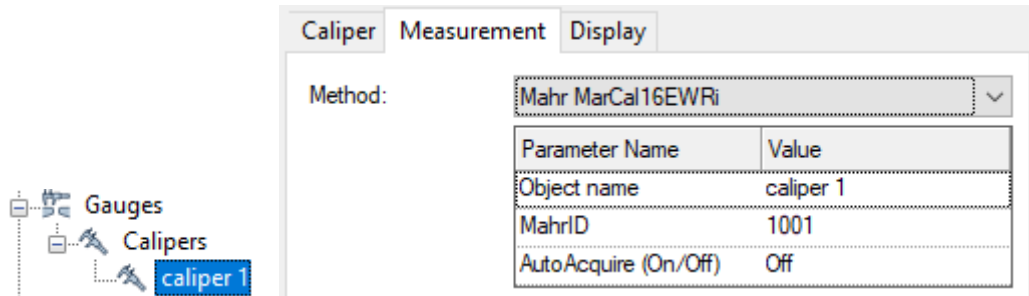 Gauges
Calipers
caliper 1
Caliper Measurement Display
Method: Mahr MarCal16EWRi
Parameter Name Value
Object name caliper 1
MahrID 1001
AutoAcquire (On/Off) Off